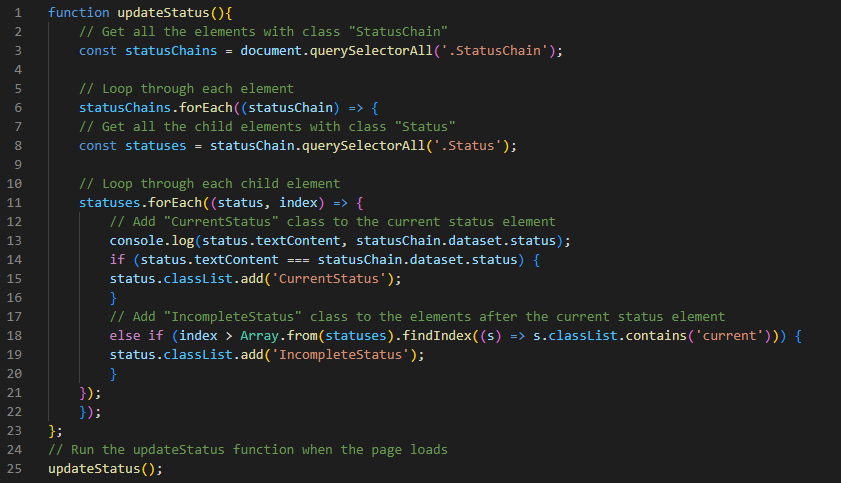 1 function updateStatus(){
2     // Get all the elements with class "StatusChain"
3     const statusChains = document.querySelectorAll('.StatusChain');
4
5     // Loop through each element
6     statusChains.forEach((statusChain) => {
7     // Get all the child elements with class "Status"
8     const statuses = statusChain.querySelectorAll('.Status');
9
10     // Loop through each child element
11     statuses.forEach((status, index) => {
12         // Add "CurrentStatus" class to the current status element
13         console.log(status.textContent, statusChain.dataset.status);
14         if (status.textContent === statusChain.dataset.status) {
15         status.classList.add('CurrentStatus');
16         }
17         // Add "IncompleteStatus" class to the elements after the current status element
18         else if (index > Array.from(statuses).findIndex((s) => s.classList.contains('current'))) {
19         status.classList.add('IncompleteStatus');
20         }
21     });
22     });
23 };
24 // Run the updateStatus function when the page loads
25 updateStatus();